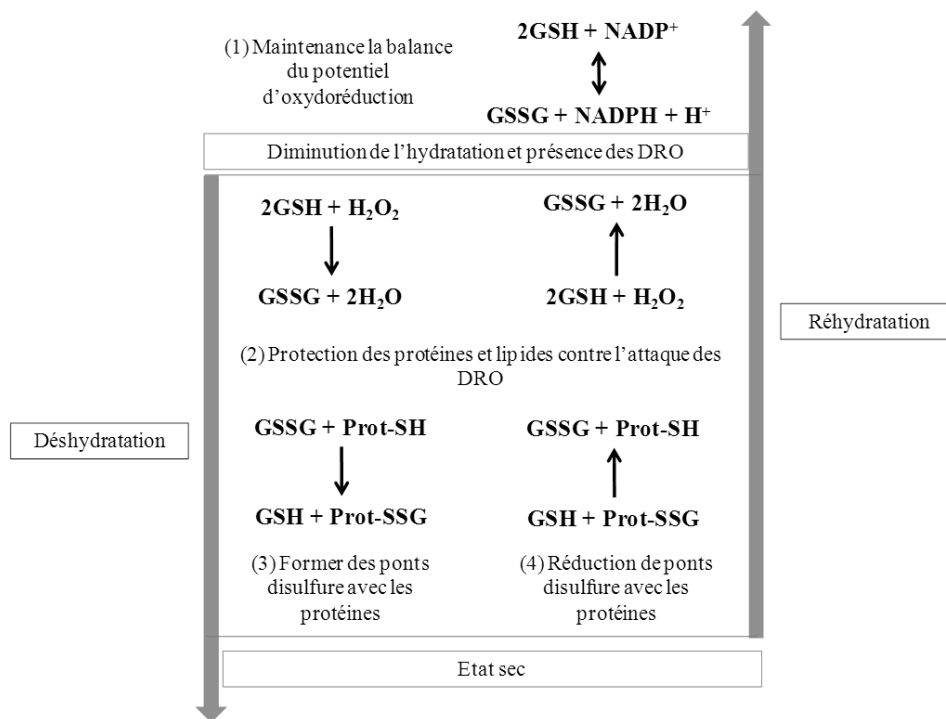 2GSH + NADP⁺
(1) Maintenance la balance
du potentiel
d’oxydoréduction
GSSG + NADPH + H⁺
Diminution de l’hydratation et présence des DRO
2GSH + H₂O₂
GSSG + 2H₂O
GSSG + 2H₂O
2GSH + H₂O₂
Réhydratation
(2) Protection des protéines et lipides contre l’attaque des
DRO
Déshydratation
GSSG + Prot-SH
GSSG + Prot-SH
GSH + Prot-SSG
GSH + Prot-SSG
(3) Former des ponts
disulfure avec les
protéines
(4) Réduction de ponts
disulfure avec les
protéines
Etat sec